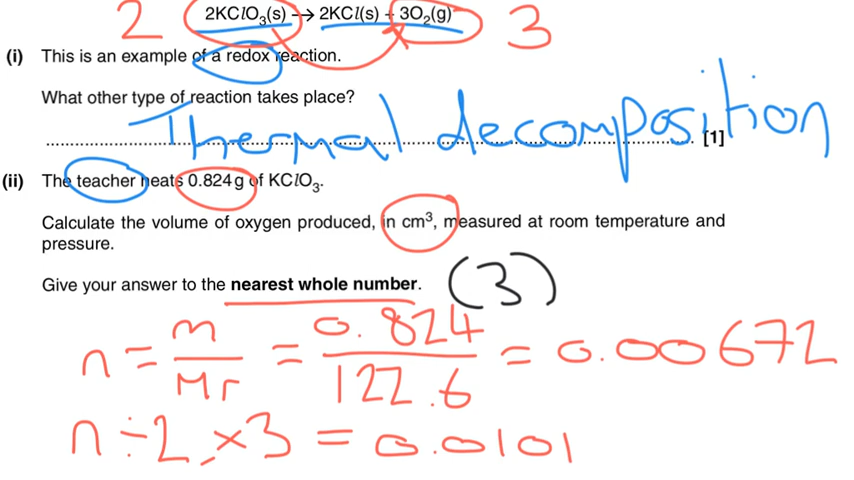 2 2KClO₃(s) → 2KCl(s) + 3O₂(g) 3
(i) This is an example of a redox reaction.
What other type of reaction takes place?
Thermal decomposition
[1]
(ii) The teacher heats 0.824 g of KClO₃.
Calculate the volume of oxygen produced, in cm³, measured at room temperature and
pressure.
Give your answer to the nearest whole number. (3)
n = m/Mr = 0.824/122.6 = 0.00672
n ÷ 2 × 3 = 0.0101